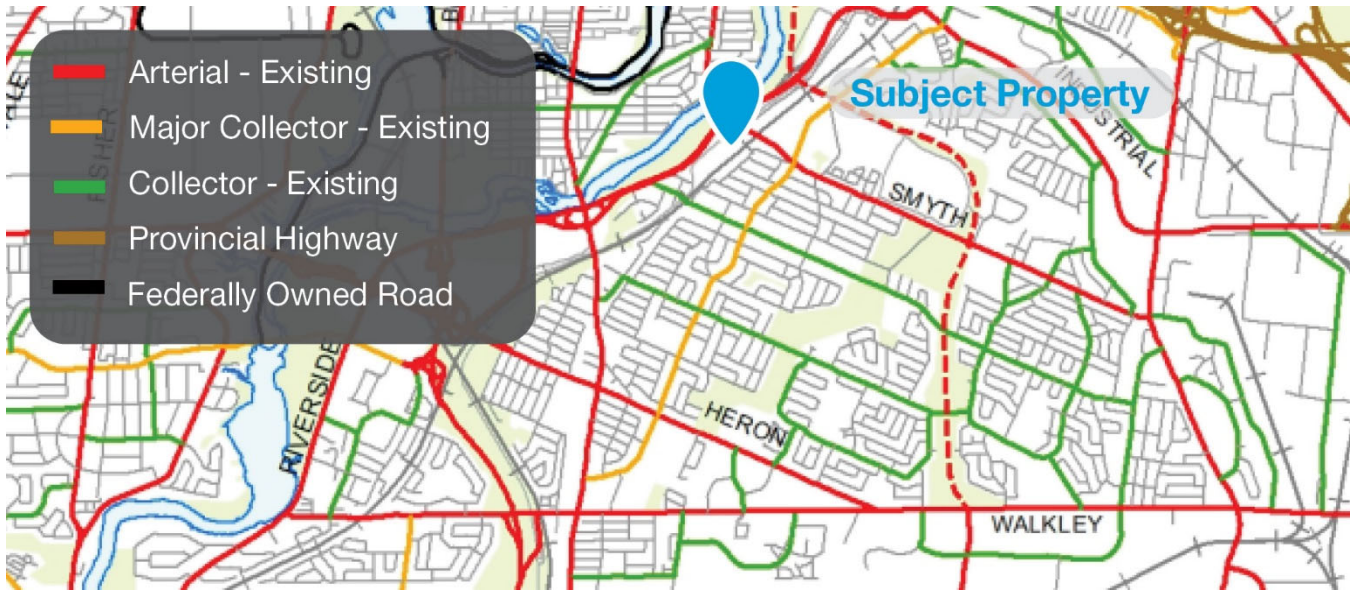 Arterial - Existing
Major Collector - Existing
Collector - Existing
Provincial Highway
Federally Owned Road
Subject Property
INDUSTRIAL
SMYTH
HERON
RIVERSIDE
WALKLEY
FISHER